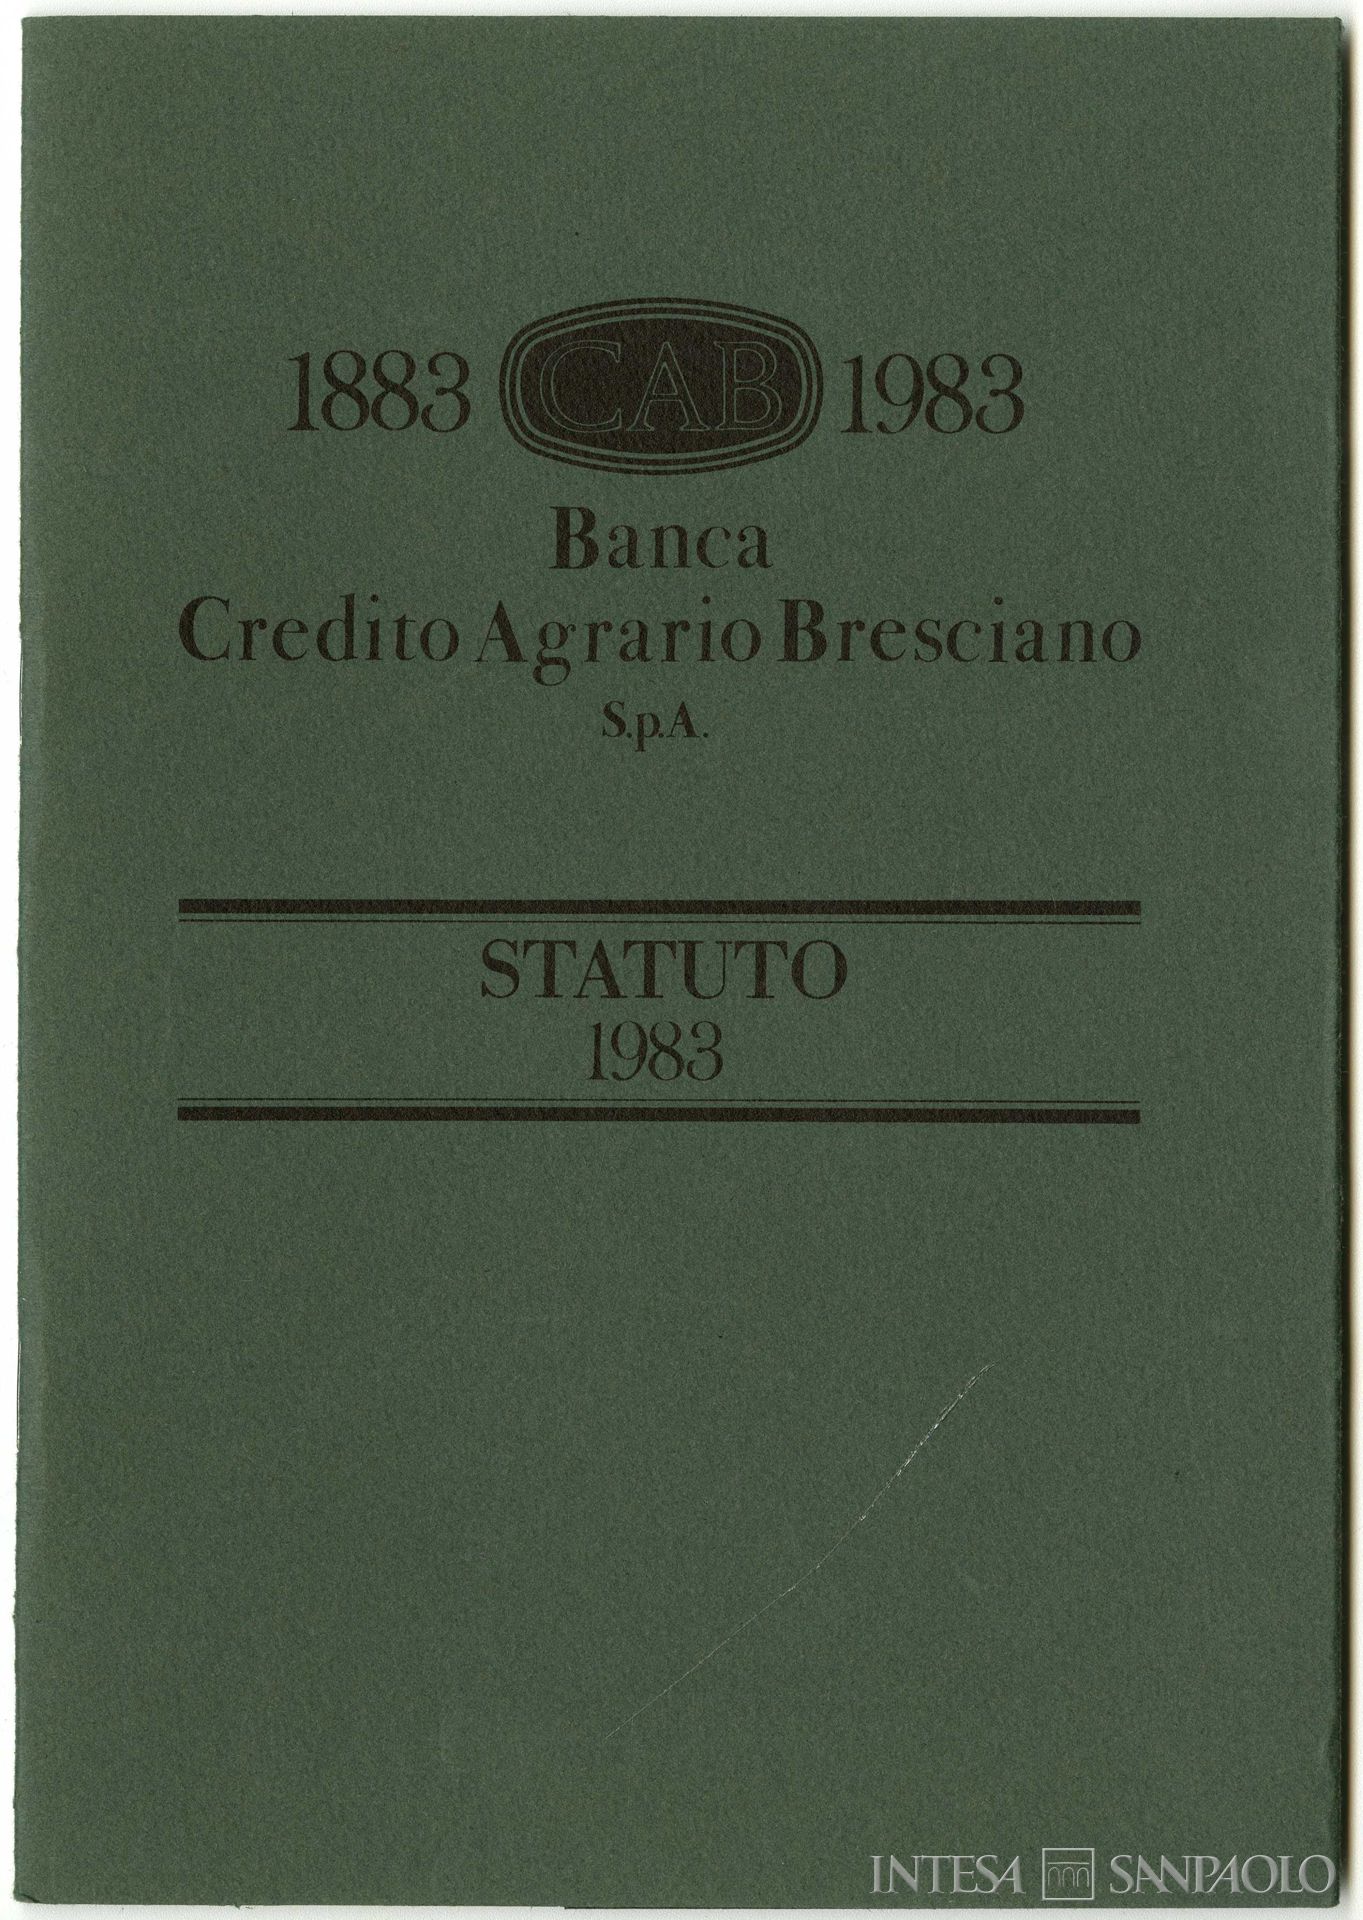 1883 CAB 1983
Banca
Credito Agrario Bresciano
S.p.A.
STATUTO
1983
INTESA SANPAOLO